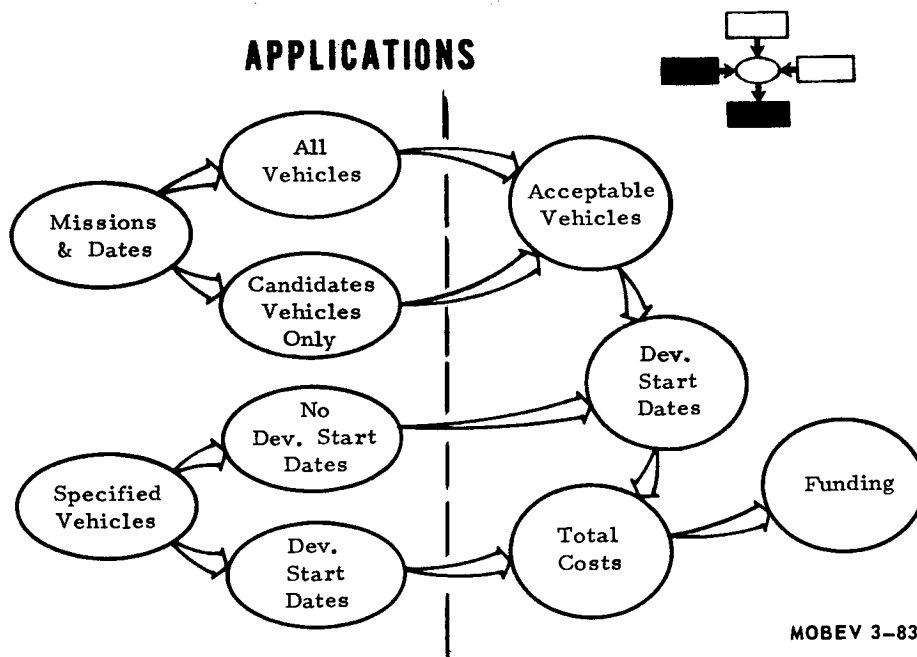 APPLICATIONS
All
Vehicles
Acceptable
Vehicles
Missions
& Dates
Candidates
Vehicles
Only
Dev.
Start
Dates
No
Dev. Start
Dates
Funding
Specified
Vehicles
Dev.
Start
Dates
Total
Costs
MOBEV 3-83